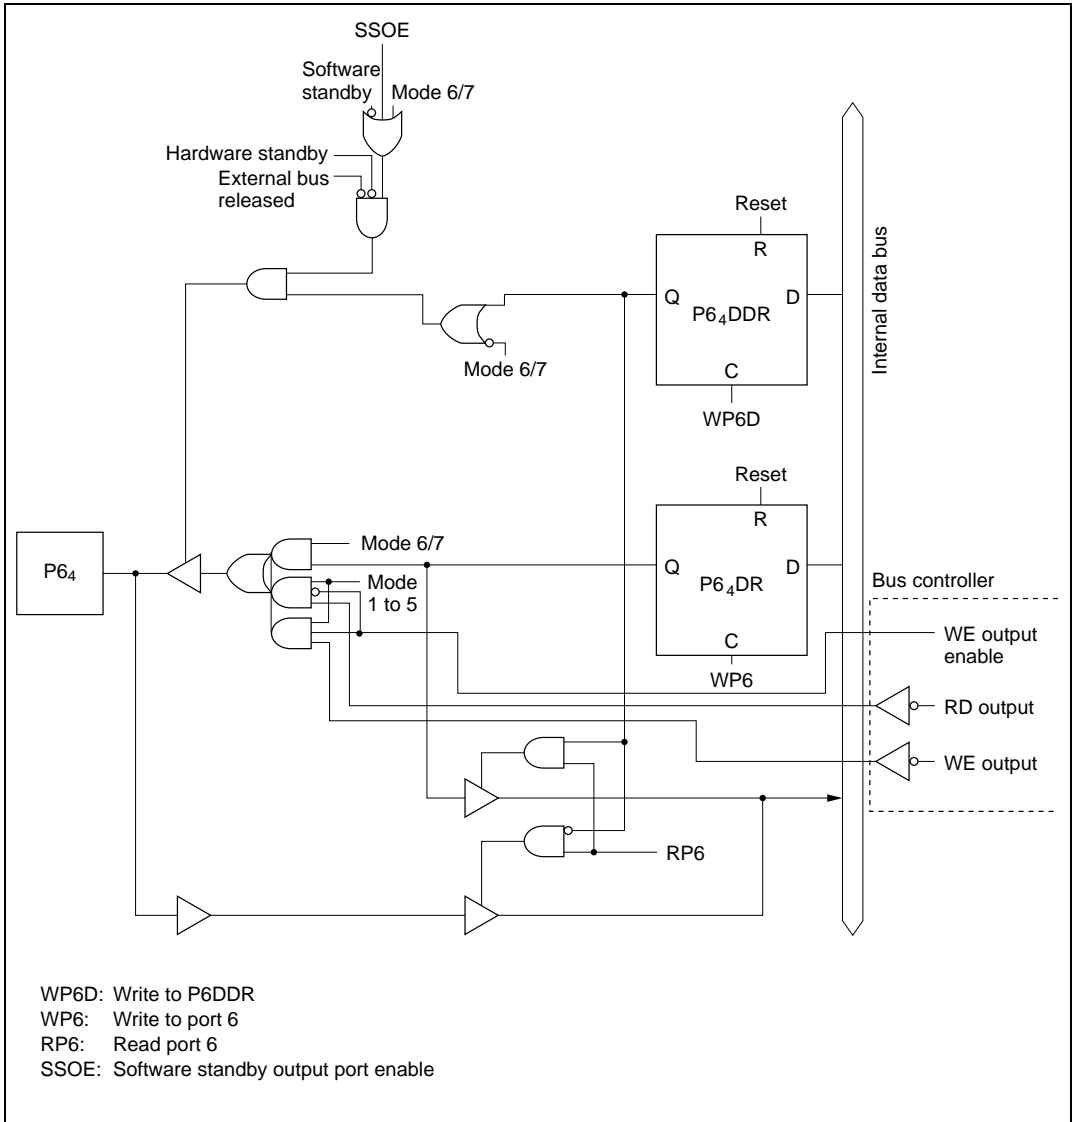 SSOE
Software
standby
Mode 6/7
Hardware standby
External bus
released
Reset
R
Q
P6₄DDR
D
C
WP6D
Internal data bus
Mode 6/7
Reset
R
Q
P6₄DR
D
C
WP6
P6₄
Mode 6/7
Mode
1 to 5
Bus controller
WE output
enable
RD output
WE output
RP6
WP6D: Write to P6DDR
WP6: Write to port 6
RP6: Read port 6
SSOE: Software standby output port enable